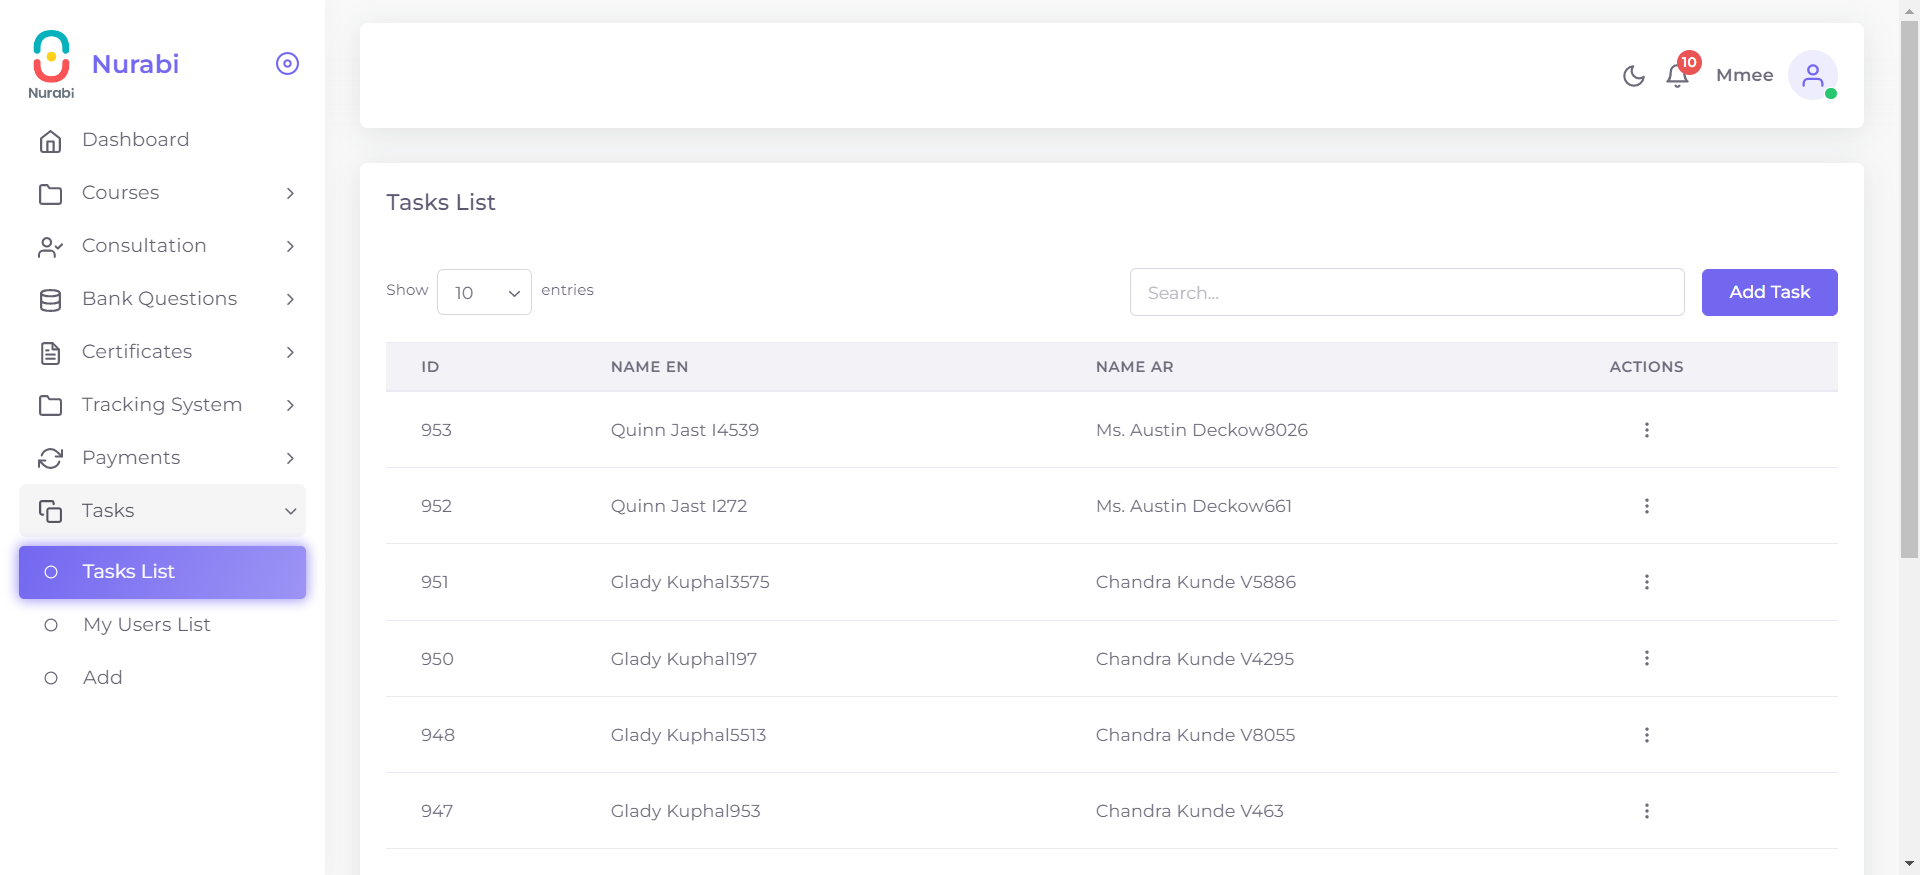 Nurabi
Nurabi
Dashboard
Courses
Consultation
Bank Questions
Certificates
Tracking System
Payments
Tasks
Tasks List
My Users List
Add
10
Mmee
Tasks List
Show 10 entries
Search...
Add Task
ID NAME EN NAME AR ACTIONS
953 Quinn Jast I4539 Ms. Austin Deckow8026
952 Quinn Jast I272 Ms. Austin Deckow661
951 Glady Kuphal3575 Chandra Kunde V5886
950 Glady Kuphal197 Chandra Kunde V4295
948 Glady Kuphal5513 Chandra Kunde V8055
947 Glady Kuphal953 Chandra Kunde V463